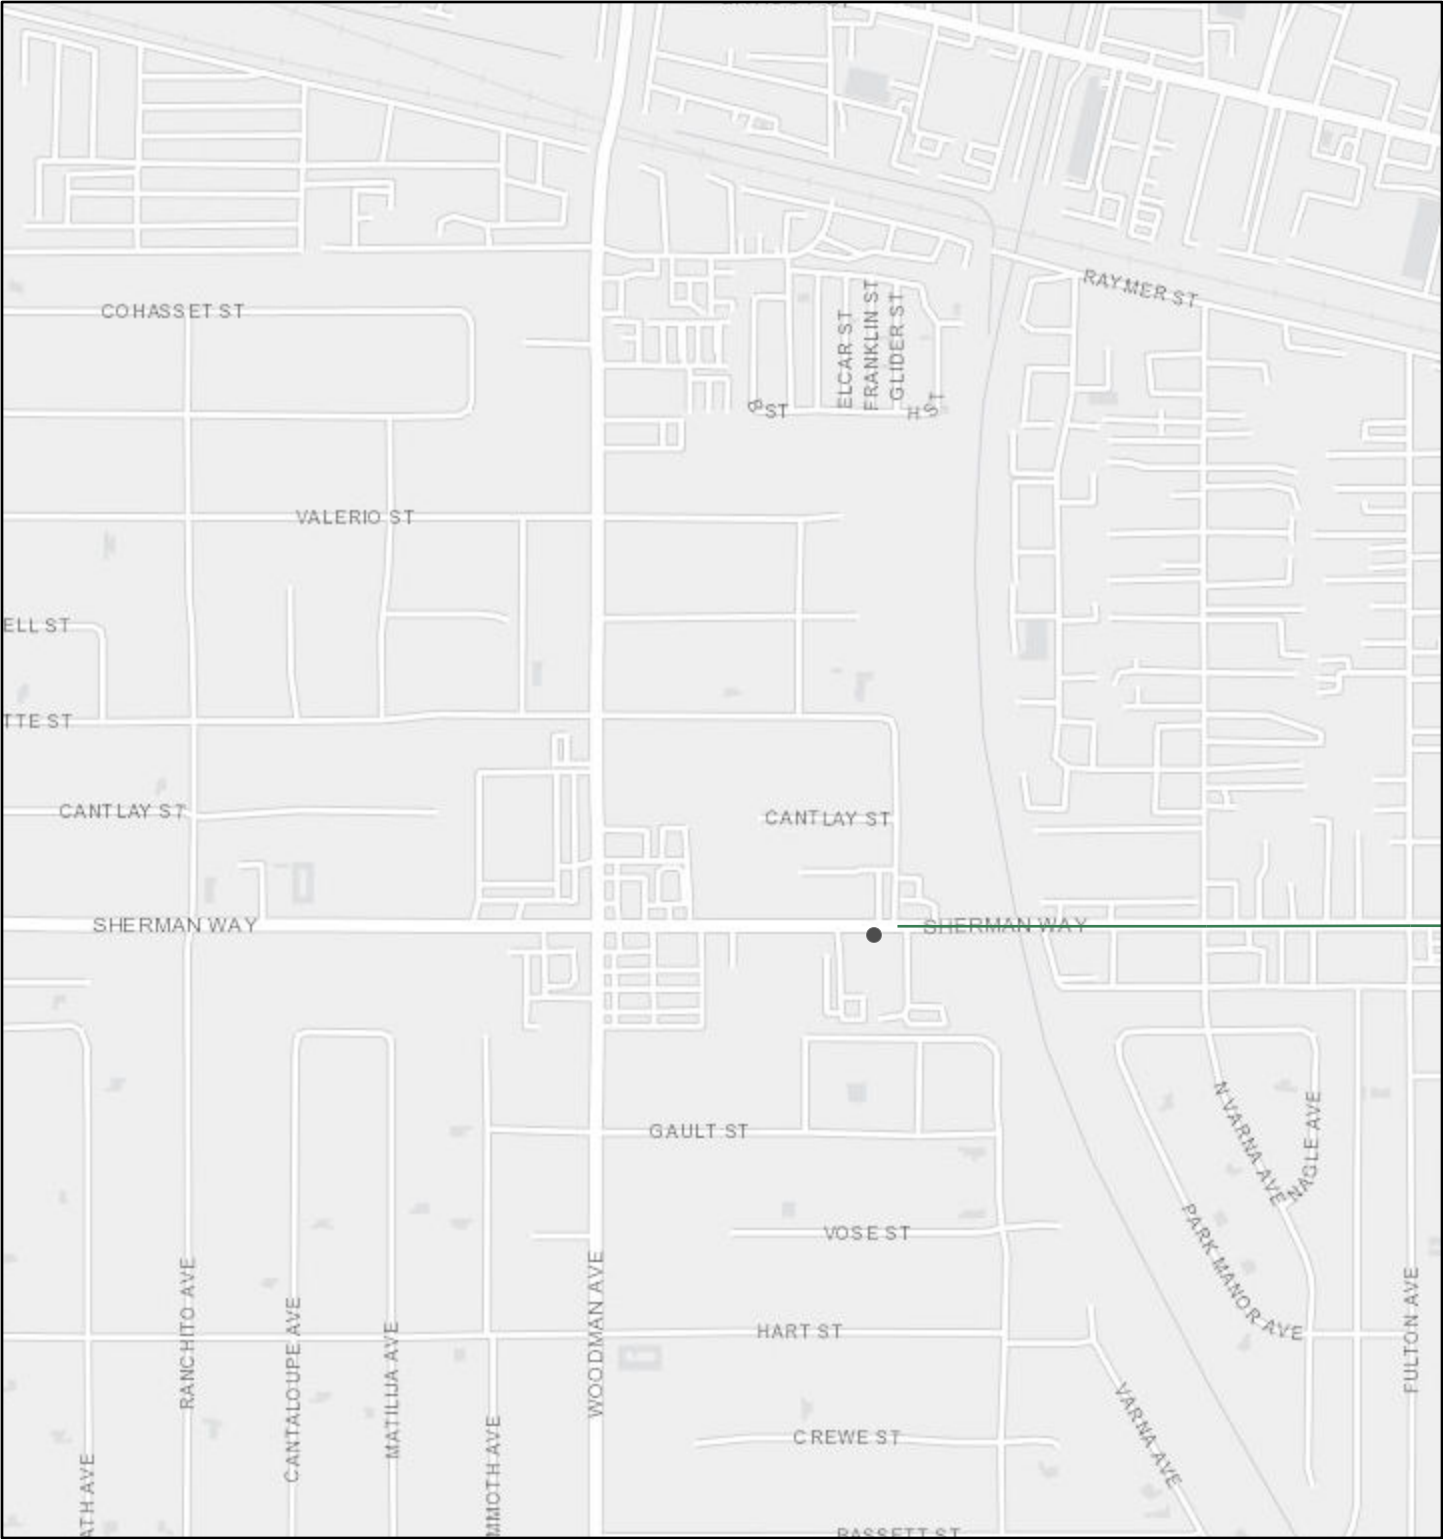 RAYMER ST
COHASSET ST
ELCAR ST
FRANKLIN ST
GLIDER ST
B ST
H ST
VALERIO ST
ELL ST
TTE ST
CANTLAY ST
CANTLAY ST
SHERMAN WAY
SHERMAN WAY
GAULT ST
N VARNA AVE
NAGLE AVE
VOSE ST
PARK MANOR AVE
RANCHITO AVE
CANTALOUPE AVE
MATILIJA AVE
WOODMAN AVE
HART ST
FULTON AVE
VARNA AVE
CREWE ST
MMOTH AVE
ATH AVE
BASSETT ST